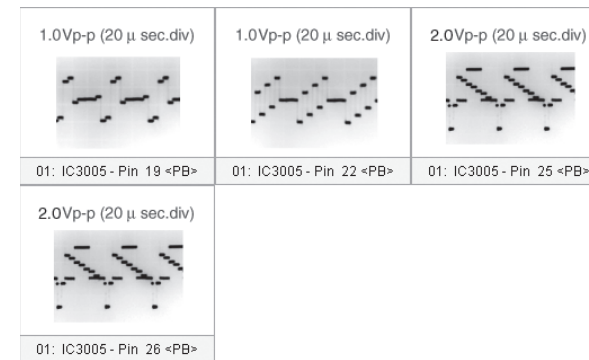 1.0Vp-p (20 μ sec.div)
01: IC3005 - Pin 19 <PB>
1.0Vp-p (20 μ sec.div)
01: IC3005 - Pin 22 <PB>
2.0Vp-p (20 μ sec.div)
01: IC3005 - Pin 25 <PB>
2.0Vp-p (20 μ sec.div)
01: IC3005 - Pin 26 <PB>